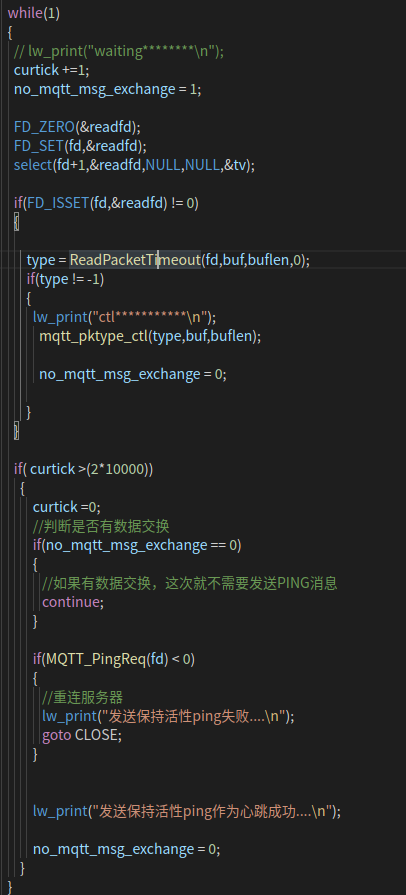 while(1)
{
// lw_print("waiting********\n");
curtick +=1;
no_mqtt_msg_exchange = 1;
FD_ZERO(&readfd);
FD_SET(fd,&readfd);
select(fd+1,&readfd,NULL,NULL,&tv);
if(FD_ISSET(fd,&readfd) != 0)
{
type = ReadPacketTimeout(fd,buf,buflen,0);
if(type != -1)
{
lw_print("ctl***********\n");
mqtt_pktype_ctl(type,buf,buflen);
no_mqtt_msg_exchange = 0;
}
}
if( curtick >(2*10000))
{
curtick =0;
//判断是否有数据交换
if(no_mqtt_msg_exchange == 0)
{
//如果有数据交换，这次就不需要发送PING消息
continue;
}
if(MQTT_PingReq(fd) < 0)
{
//重连服务器
lw_print("发送保持活性ping失败....\n");
goto CLOSE;
}
lw_print("发送保持活性ping作为心跳成功....\n");
no_mqtt_msg_exchange = 0;
}
}